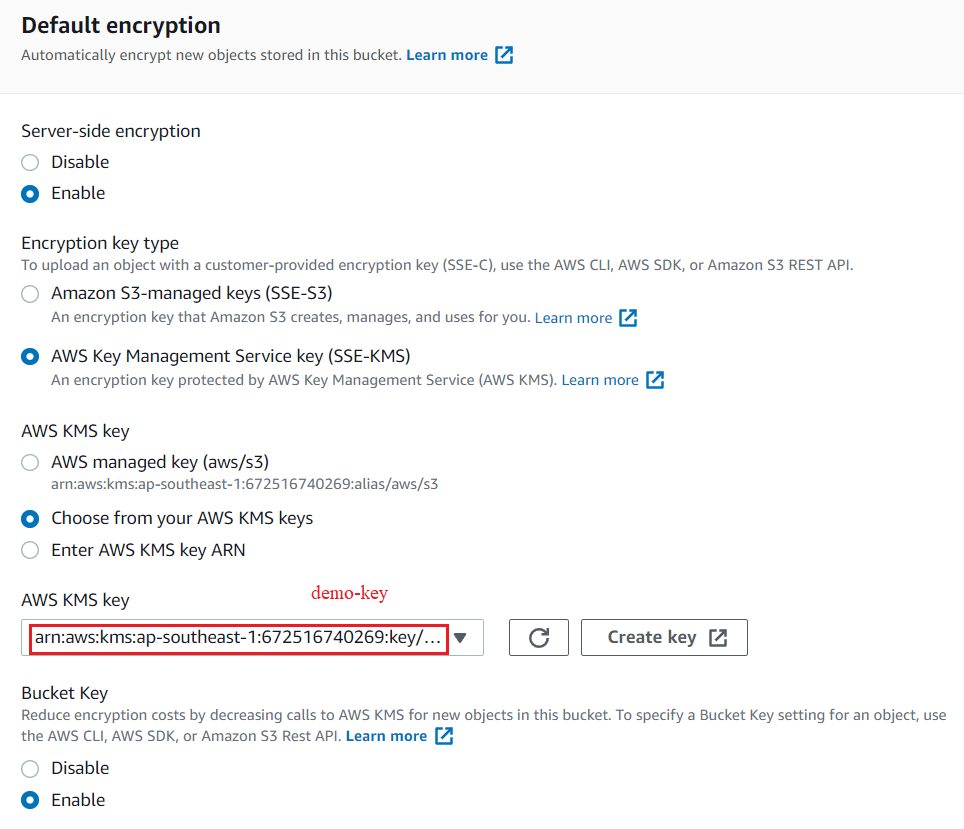 Default encryption
Automatically encrypt new objects stored in this bucket. Learn more
Server-side encryption
Disable
Enable
Encryption key type
To upload an object with a customer-provided encryption key (SSE-C), use the AWS CLI, AWS SDK, or Amazon S3 REST API.
Amazon S3-managed keys (SSE-S3)
An encryption key that Amazon S3 creates, manages, and uses for you. Learn more
AWS Key Management Service key (SSE-KMS)
An encryption key protected by AWS Key Management Service (AWS KMS). Learn more
AWS KMS key
AWS managed key (aws/s3)
arn:aws:kms:ap-southeast-1:672516740269:alias/aws/s3
Choose from your AWS KMS keys
Enter AWS KMS key ARN
demo-key
AWS KMS key
arn:aws:kms:ap-southeast-1:672516740269:key/...
Create key
Bucket Key
Reduce encryption costs by decreasing calls to AWS KMS for new objects in this bucket. To specify a Bucket Key setting for an object, use
the AWS CLI, AWS SDK, or Amazon S3 Rest API. Learn more
Disable
Enable